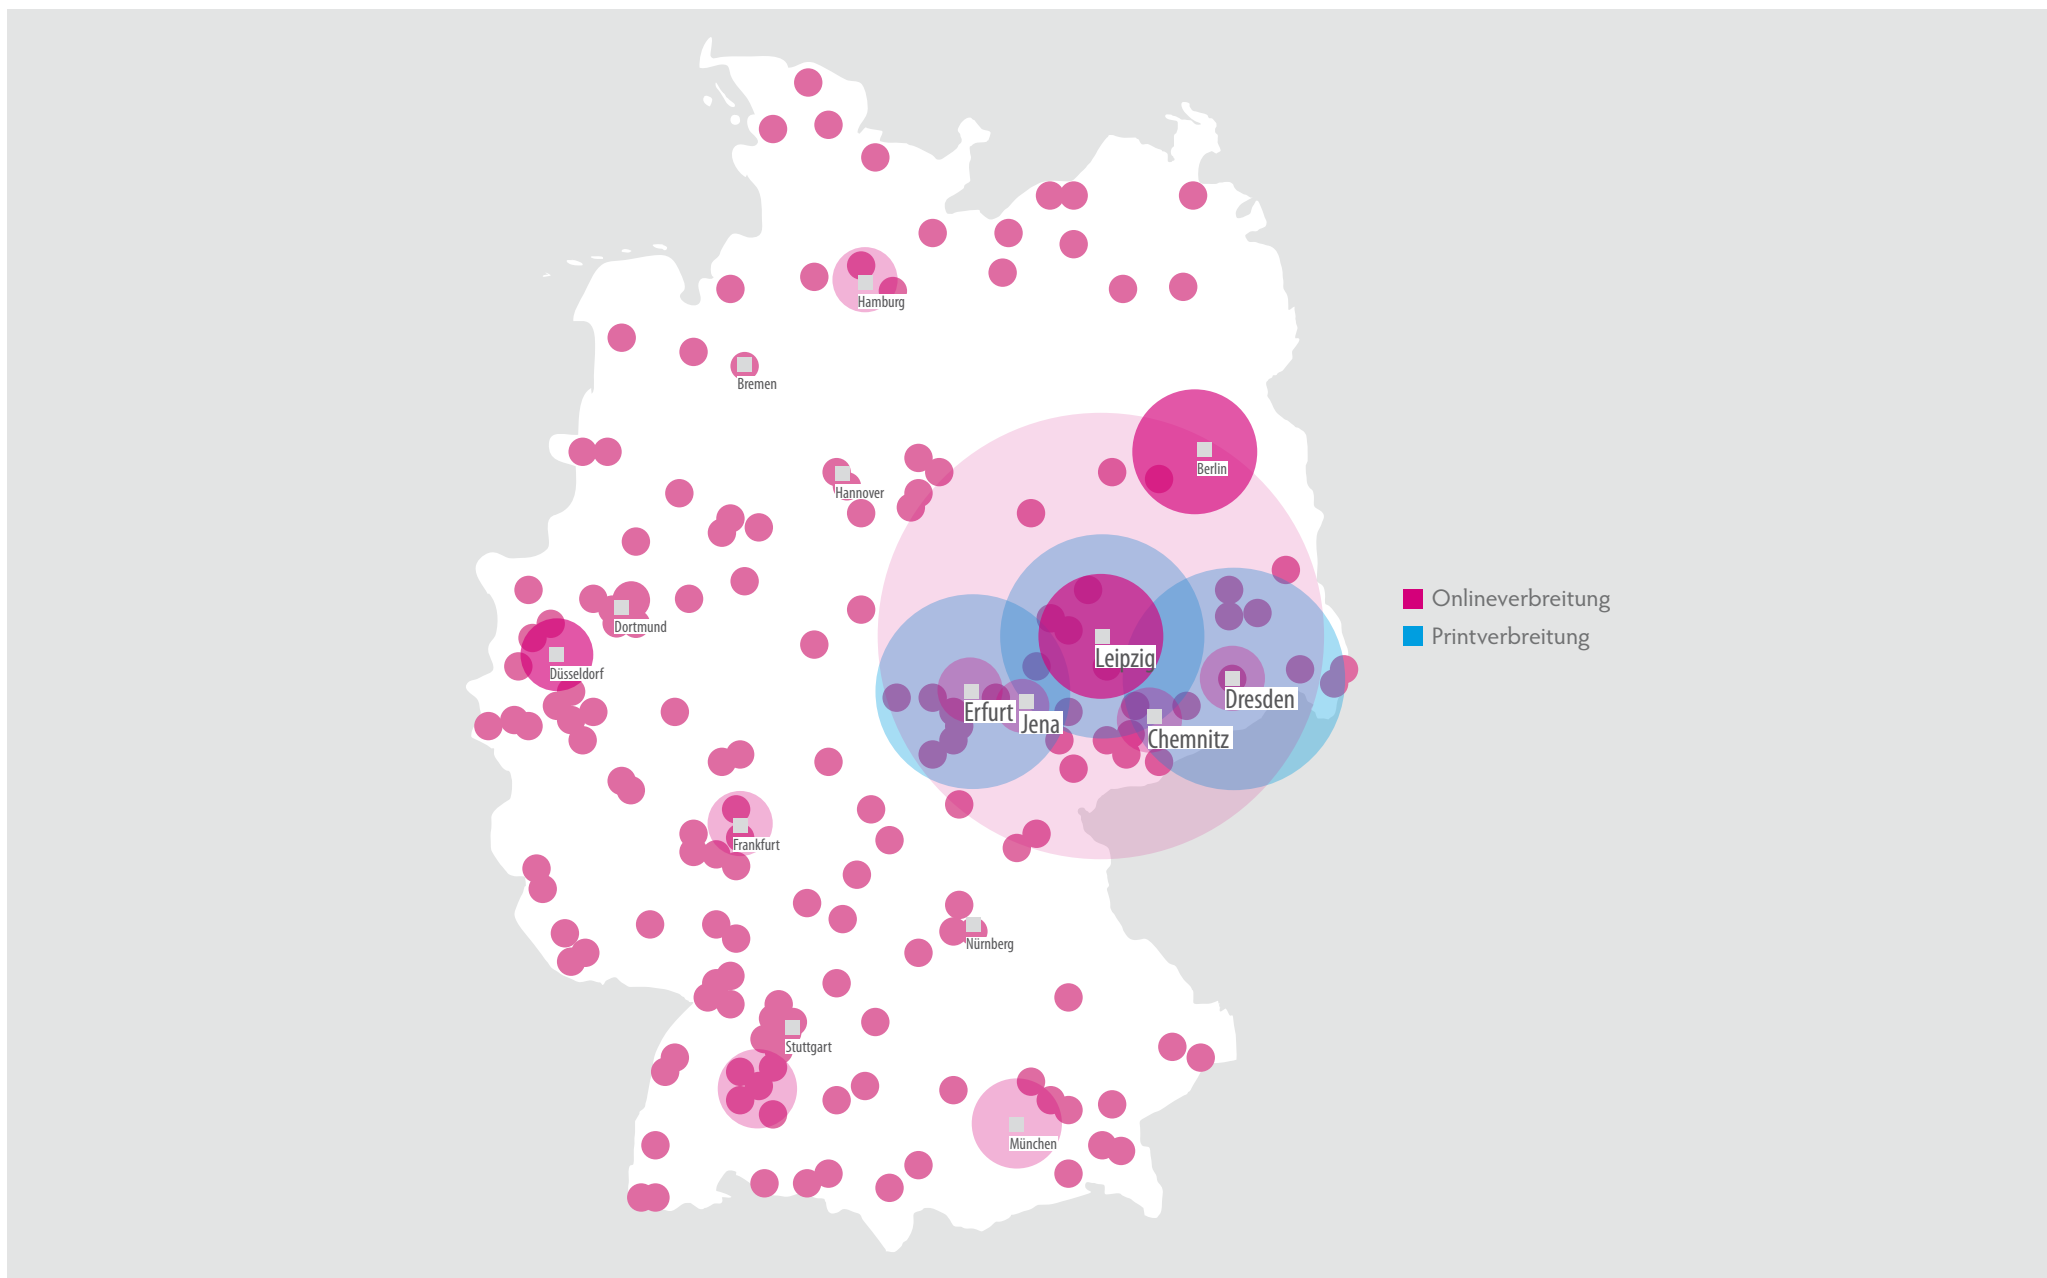 Hamburg
Bremen
Berlin
Hannover
Onlineverbreitung
Dortmund
Printverbreitung
Leipzig
Düsseldorf
Dresden
Erfurt
Jena
Chemnitz
Frankfurt
Nürnberg
Stuttgart
München